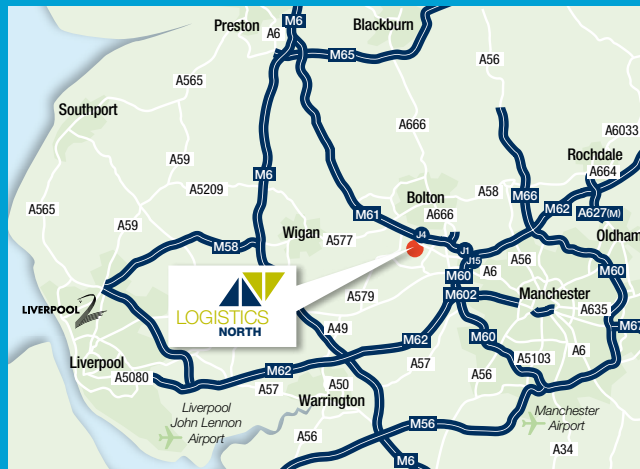 Preston
A6
M6
Blackburn
M65
A56
A565
Southport
A666
A6033
Rochdale
A664
A59
M6
A5209
Bolton
A58
M66
M62
A627(M)
A565
A59
M61
A666
Oldham
M58
Wigan
A577
J4
J1
J15
M60
A6
A56
M60
LOGISTICS
NORTH
LIVERPOOL
2
A579
M602
Manchester
A635
M67
A49
M62
M60
Liverpool
A5080
M62
A57
A50
A57
A56
A5103
A6
Warrington
Liverpool
John Lennon
Airport
A56
M56
Manchester
Airport
A34
M6